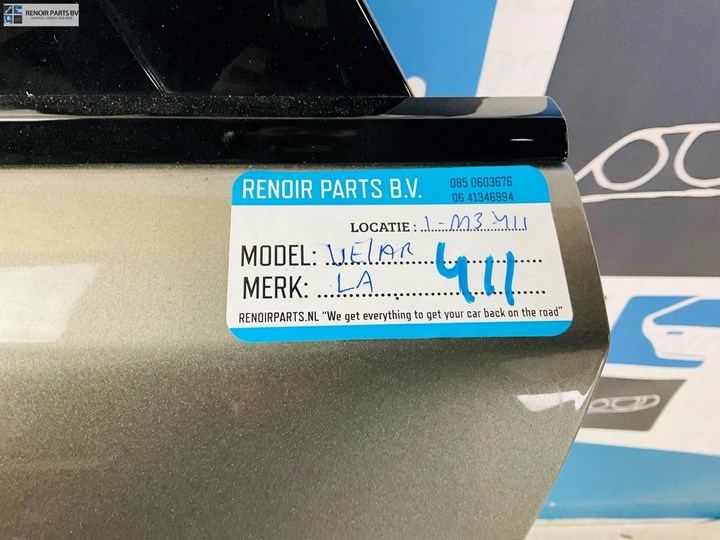 RENOIR PARTS BV
RENOIR PARTS B.V.
085 0603676
06 41346994
LOCATIE : 1-M3 411
MODEL: VELAR
MERK: LA
411
RENOIRPARTS.NL "We get everything to get your car back on the road"